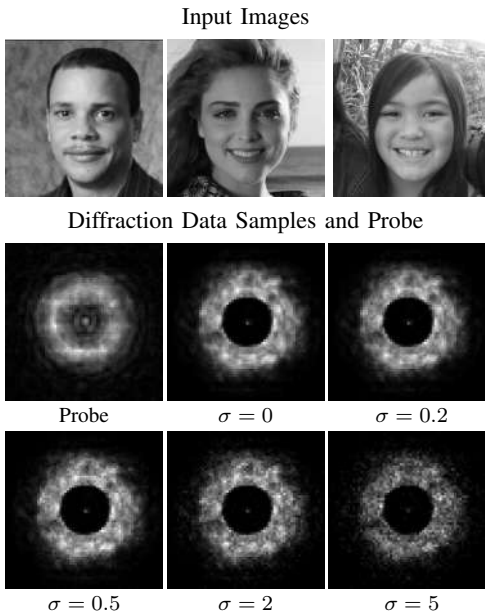 Input Images
Diffraction Data Samples and Probe
Probe
σ = 0
σ = 0.2
σ = 0.5
σ = 2
σ = 5